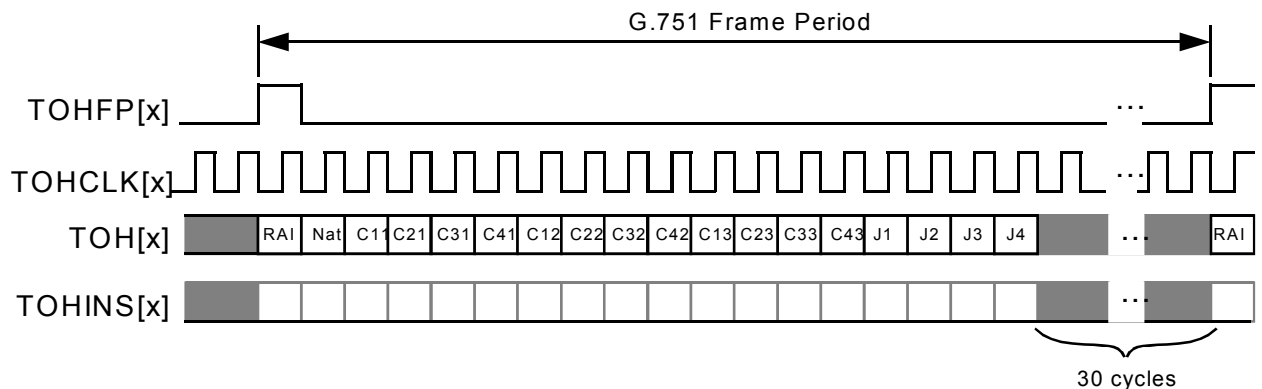 G.751 Frame Period
TOHFP[x] ...
TOHCLK[x] ...
TOH[x] RAI Nat C11 C21 C31 C41 C12 C22 C32 C42 C13 C23 C33 C43 J1 J2 J3 J4 ... RAI
TOHINS[x] ...
30 cycles